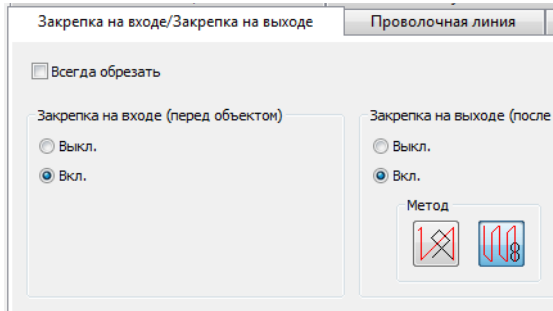 Закрепка на входе/Закрепка на выходе
Проволочная линия
Всегда обрезать
Закрепка на входе (перед объектом)
Выкл.
Вкл.
Закрепка на выходе (после
Выкл.
Вкл.
Метод